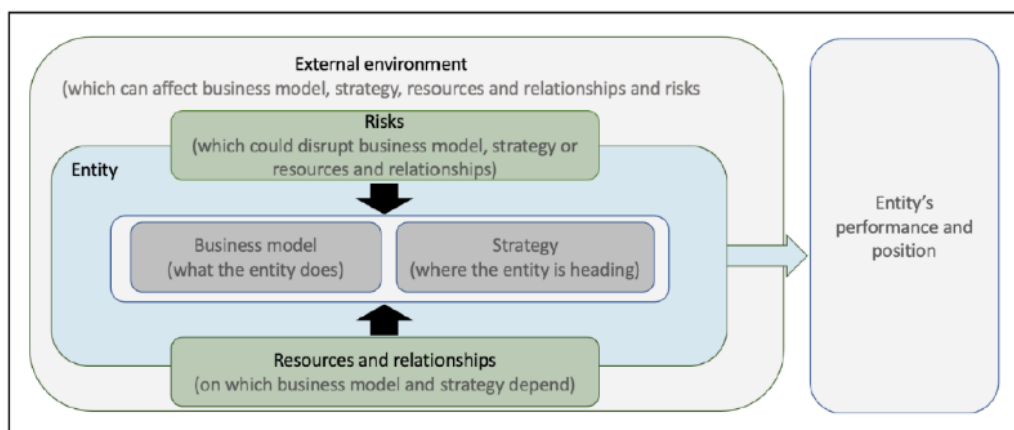 External environment
(which can affect business model, strategy, resources and relationships and risks
Risks
(which could disrupt business model, strategy or
resources and relationships)
Entity
Business model
(what the entity does)
Strategy
(where the entity is heading)
Resources and relationships
(on which business model and strategy depend)
Entity’s
performance and
position